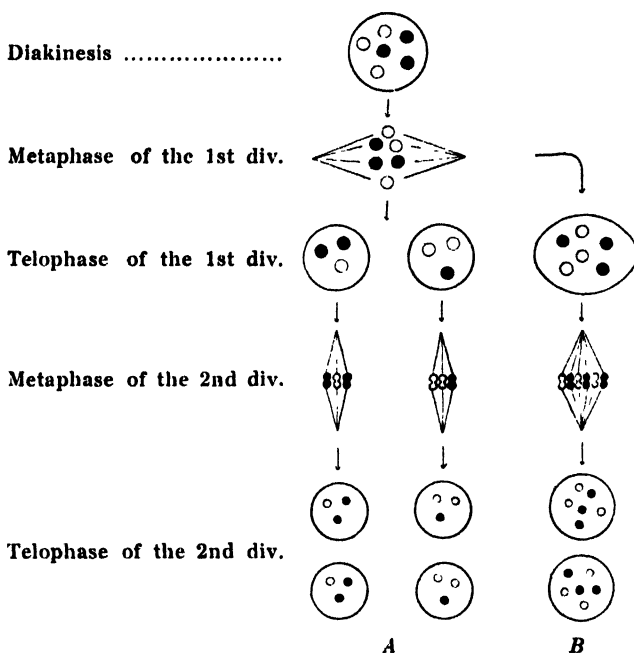 Diakinesis .....................
Metaphase of the 1st div.
Telophase of the 1st div.
Metaphase of the 2nd div.
Telophase of the 2nd div.
A B